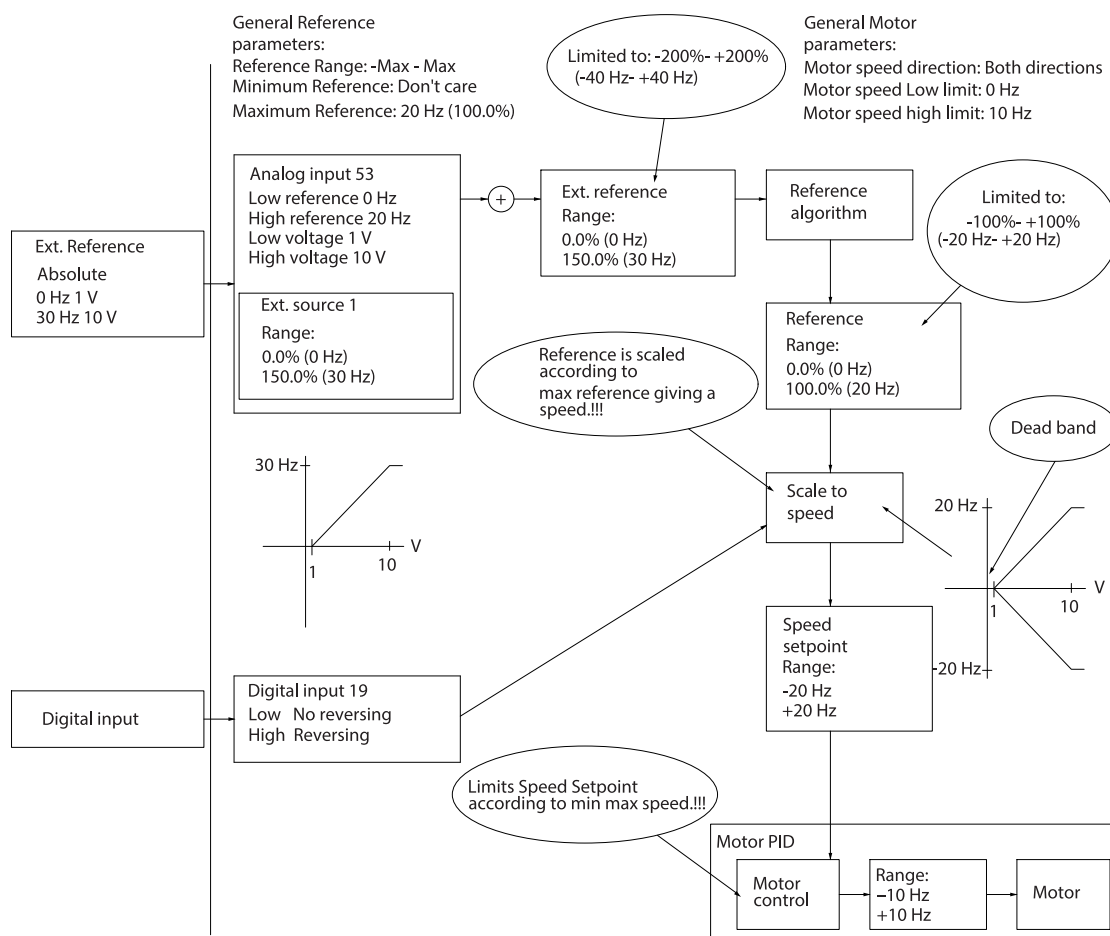 General Reference
parameters:
Reference Range: -Max - Max
Minimum Reference: Don't care
Maximum Reference: 20 Hz (100.0%)
Limited to: -200%- +200%
(-40 Hz- +40 Hz)
General Motor
parameters:
Motor speed direction: Both directions
Motor speed Low limit: 0 Hz
Motor speed high limit: 10 Hz
Ext. Reference
Absolute
0 Hz 1 V
30 Hz 10 V
Analog input 53
Low reference 0 Hz
High reference 20 Hz
Low voltage 1 V
High voltage 10 V
Ext. source 1
Range:
0.0% (0 Hz)
150.0% (30 Hz)
+
Ext. reference
Range:
0.0% (0 Hz)
150.0% (30 Hz)
Reference
algorithm
Limited to:
-100%- +100%
(-20 Hz- +20 Hz)
Reference
Range:
0.0% (0 Hz)
100.0% (20 Hz)
Reference is scaled
according to
max reference giving a
speed.!!!
Dead band
30 Hz
V
1
10
Scale to
speed
20 Hz
V
1
10
-20 Hz
Speed
setpoint
Range:
-20 Hz
+20 Hz
Digital input
Digital input 19
Low No reversing
High Reversing
Limits Speed Setpoint
according to min max speed.!!!
Motor PID
Motor
control
Range:
–10 Hz
+10 Hz
Motor